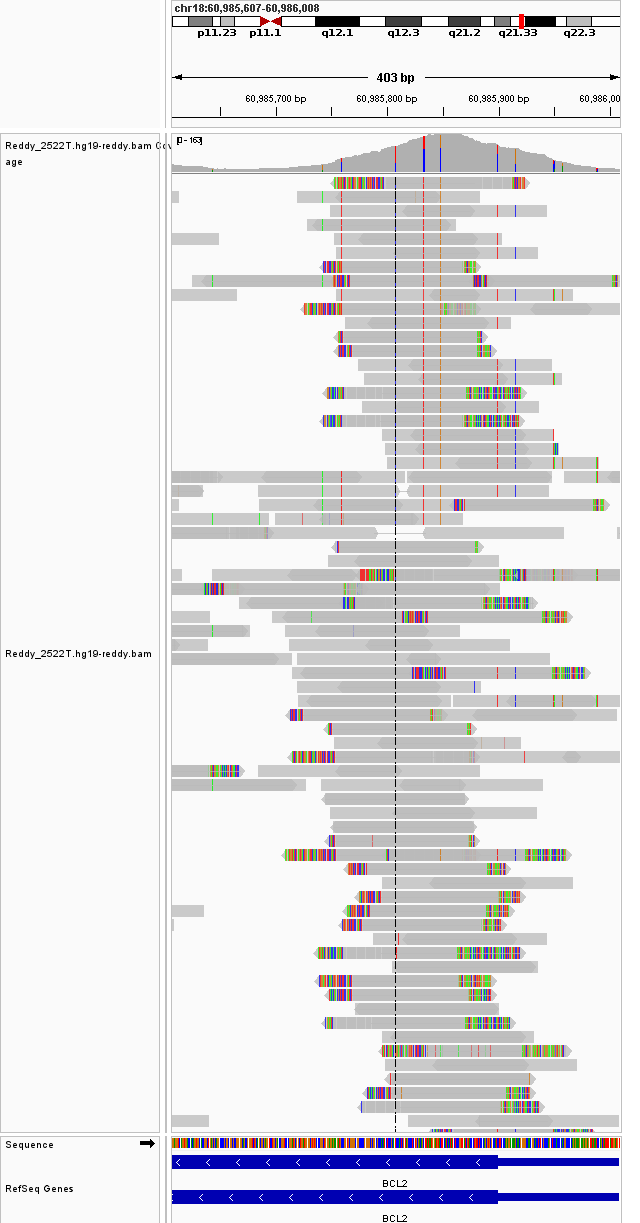 chr18:60,985,607-60,986,008
p11.23 p11.1 q12.1 q12.3 q21.2 q21.33 q22.3
403 bp
60,985,700 bp 60,985,800 bp 60,985,900 bp 60,986,00
Reddy_2522T.hg19-reddy.bam Cov
age
[0 - 163]
Reddy_2522T.hg19-reddy.bam
Sequence
BCL2
RefSeq Genes
BCL2